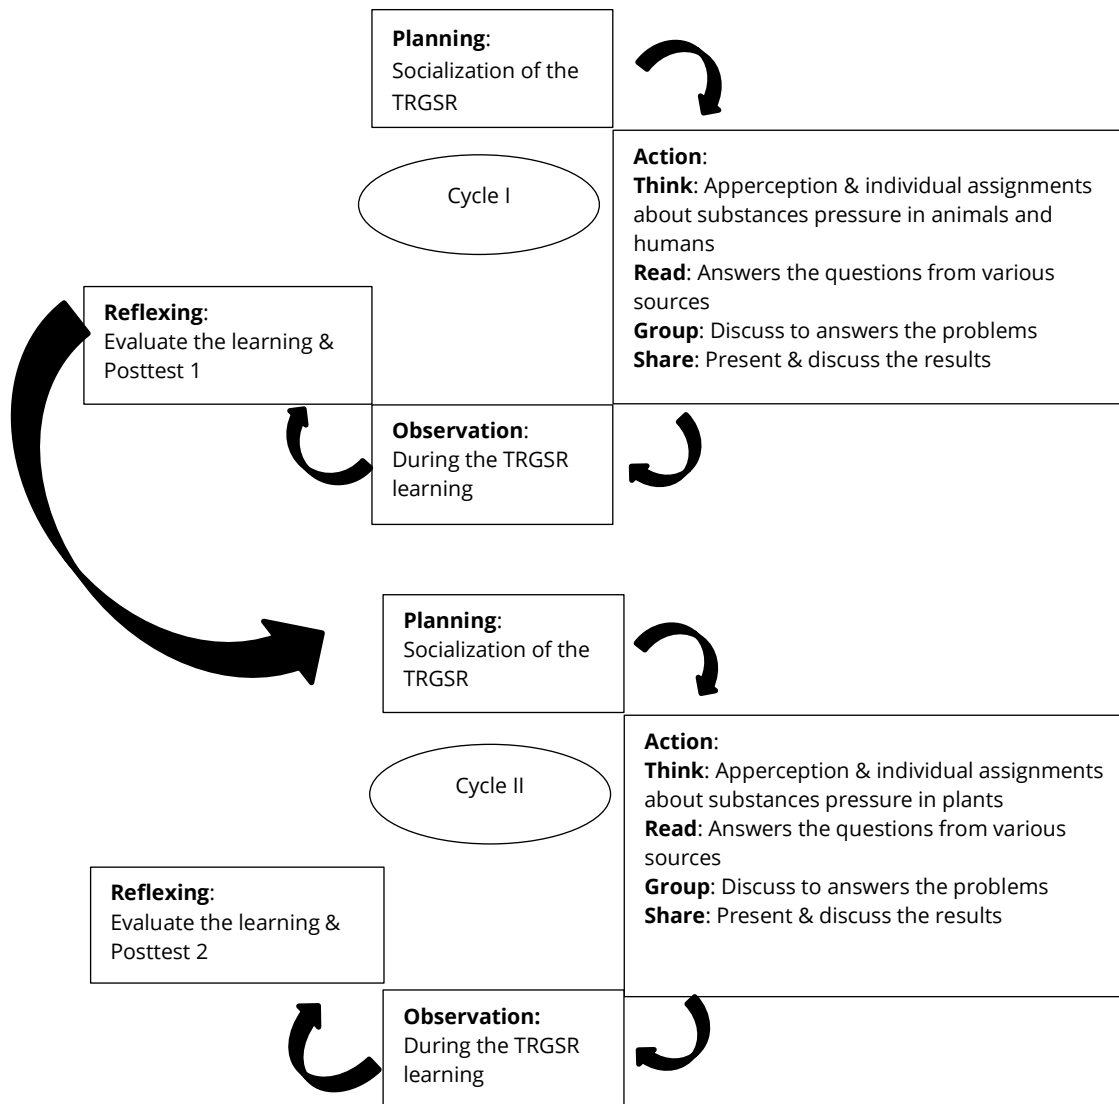 Planning:
Socialization of the
TRGSR
Cycle I
Action:
Think: Apperception & individual assignments
about substances pressure in animals and
humans
Read: Answers the questions from various
sources
Group: Discuss to answers the problems
Share: Present & discuss the results
Reflexing:
Evaluate the learning &
Posttest 1
Observation:
During the TRGSR
learning
Planning:
Socialization of the
TRGSR
Cycle II
Action:
Think: Apperception & individual assignments
about substances pressure in plants
Read: Answers the questions from various
sources
Group: Discuss to answers the problems
Share: Present & discuss the results
Reflexing:
Evaluate the learning &
Posttest 2
Observation:
During the TRGSR
learning